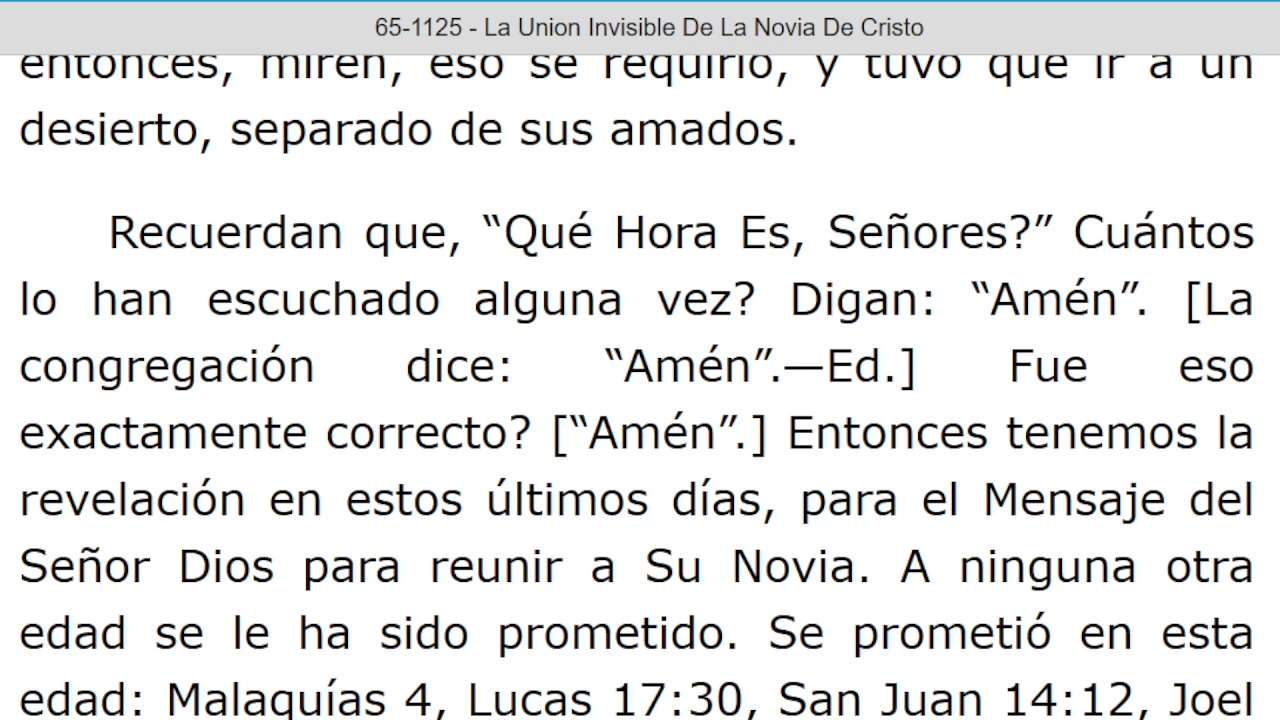 65-1125 - La Union Invisible De La Novia De Cristo
entonces, miren, eso se requirió, y tuvo que ir a un
desierto, separado de sus amados.
Recuerdan que, “Qué Hora Es, Señores?” Cuántos
lo han escuchado alguna vez? Digan: “Amén”. [La
congregación dice: “Amén”.—Ed.] Fue eso
exactamente correcto? [“Amén”.] Entonces tenemos la
revelación en estos últimos días, para el Mensaje del
Señor Dios para reunir a Su Novia. A ninguna otra
edad se le ha sido prometido. Se prometió en esta
edad: Malaquías 4, Lucas 17:30, San Juan 14:12, Joel